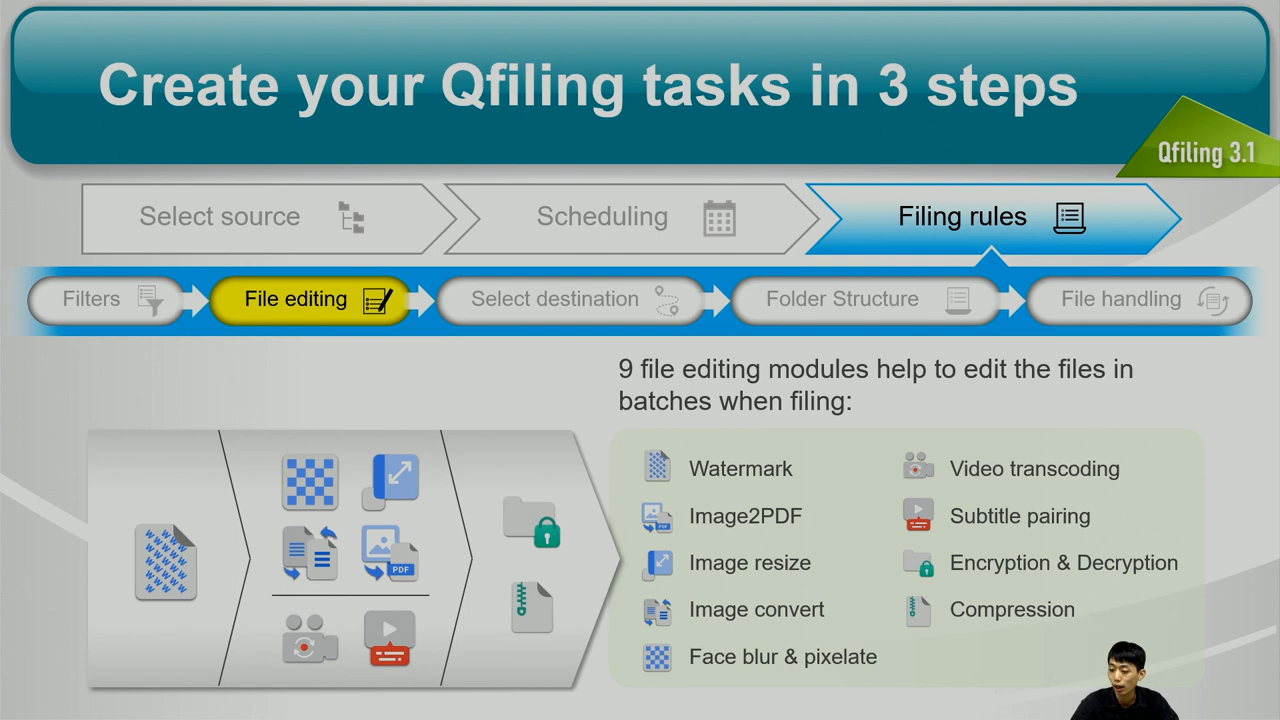 Create your Qfiling tasks in 3 steps
Qfiling 3.1
Select source
Scheduling
Filing rules
Filters
File editing
Select destination
Folder Structure
File handling
9 file editing modules help to edit the files in
batches when filing:
Watermark
Image2PDF
Image resize
Image convert
Face blur & pixelate
Video transcoding
Subtitle pairing
Encryption & Decryption
Compression
PDF
PDF